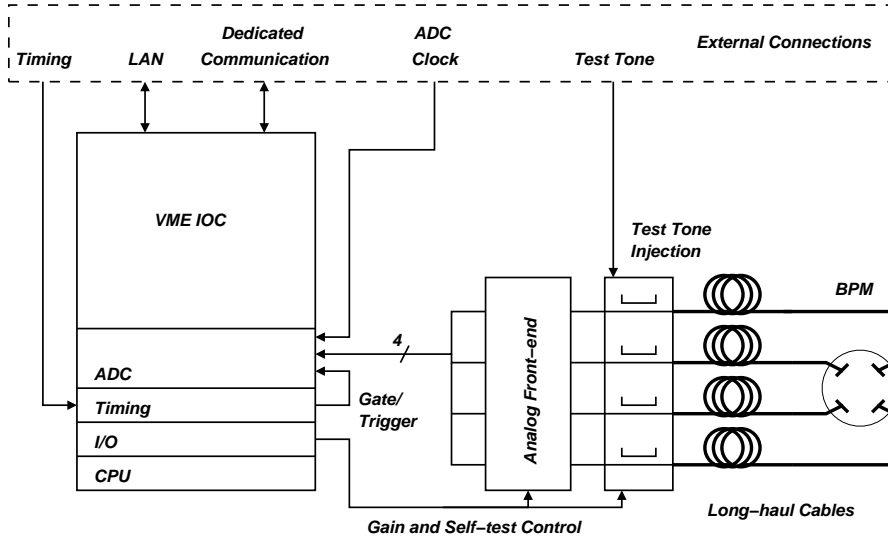 External Connections
Timing
LAN
Dedicated
Communication
ADC
Clock
Test Tone
VME IOC
Test Tone
Injection
BPM
4
ADC
Timing
Gate/
Trigger
I/O
CPU
Analog Front−end
Gain and Self−test Control
Long−haul Cables